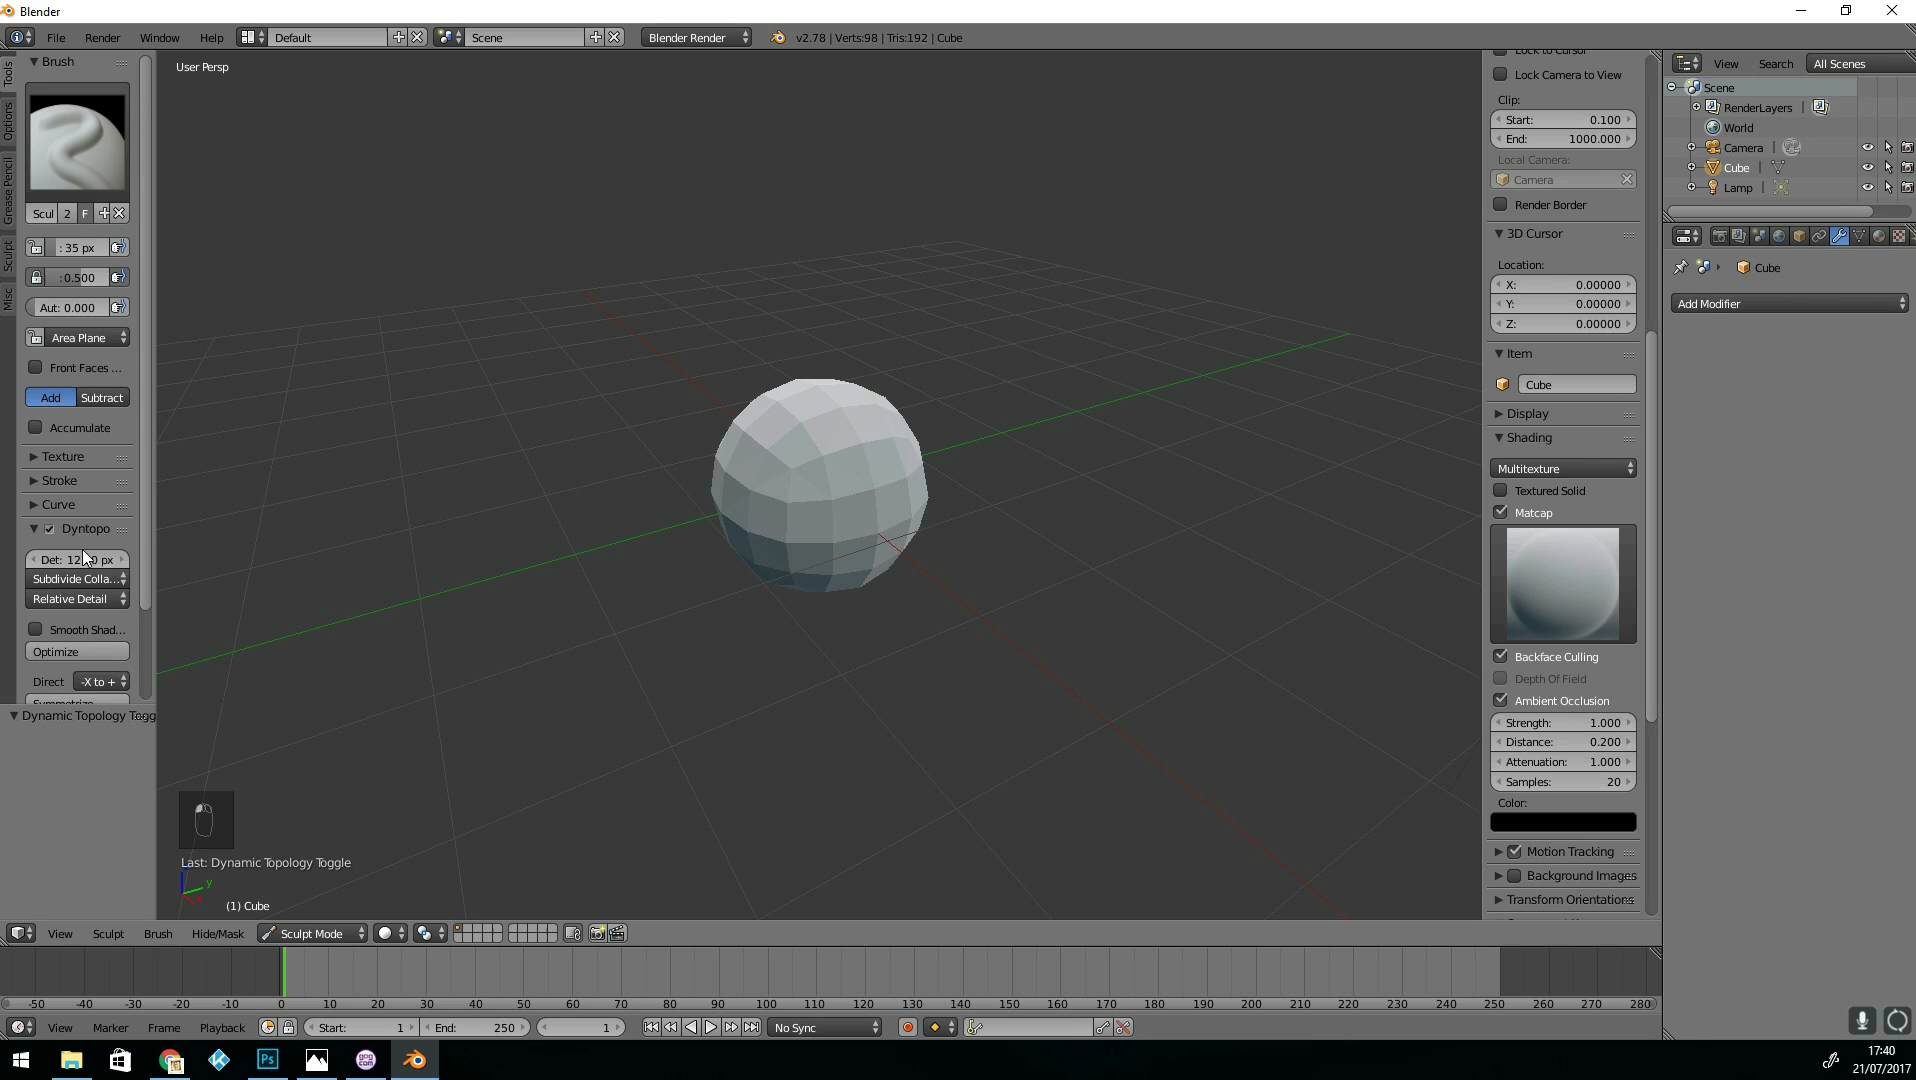 Blender
File Render Window Help Default Scene Blender Render v2.78 | Verts:98 | Tris:192 | Cube
Brush
Tools
Options
Grease Pencil
Sculpt
Misc
Scul 2 F
: 35 px
: 0.500
Aut: 0.000
Area Plane
Front Faces ...
Add Subtract
Accumulate
Texture
Stroke
Curve
Dyntopo
Subdivide Colla...
Relative Detail
Smooth Shad...
Optimize
Direct -X to +
Symmetrize
Dynamic Topology Togg
User Persp
Last: Dynamic Topology Toggle
y
(1) Cube
Lock to Cursor
Lock Camera to View
Clip:
Start: 0.100
End: 1000.000
Local Camera:
Camera
Render Border
3D Cursor
Location:
X: 0.00000
Y: 0.00000
Z: 0.00000
Item
Cube
Display
Shading
Multitexture
Textured Solid
Matcap
Backface Culling
Depth Of Field
Ambient Occlusion
Strength: 1.000
Distance: 0.200
Attenuation: 1.000
Samples: 20
Color:
Motion Tracking
Background Images
Transform Orientations
View Search All Scenes
Scene
RenderLayers
World
Camera
Cube
Lamp
Cube
Add Modifier
View Sculpt Brush Hide/Mask Sculpt Mode
-50 -40 -30 -20 -10 0 10 20 30 40 50 60 70 80 90 100 110 120 130 140 150 160 170 180 190 200 210 220 230 240 250 260 270 280
View Marker Frame Playback Start: 1 End: 250 1 No Sync
Ps
gog
com
17:40
21/07/2017